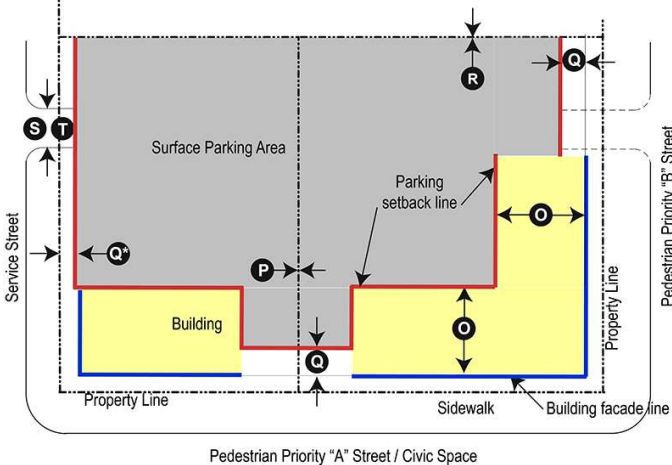 Q
R
S T
Surface Parking Area
Parking
setback line
O
Q*
P
Service Street
Pedestrian Priority "B" Street
Building
O
Q
Property Line
Property Line
Sidewalk
Building facade line
Pedestrian Priority "A" Street / Civic Space